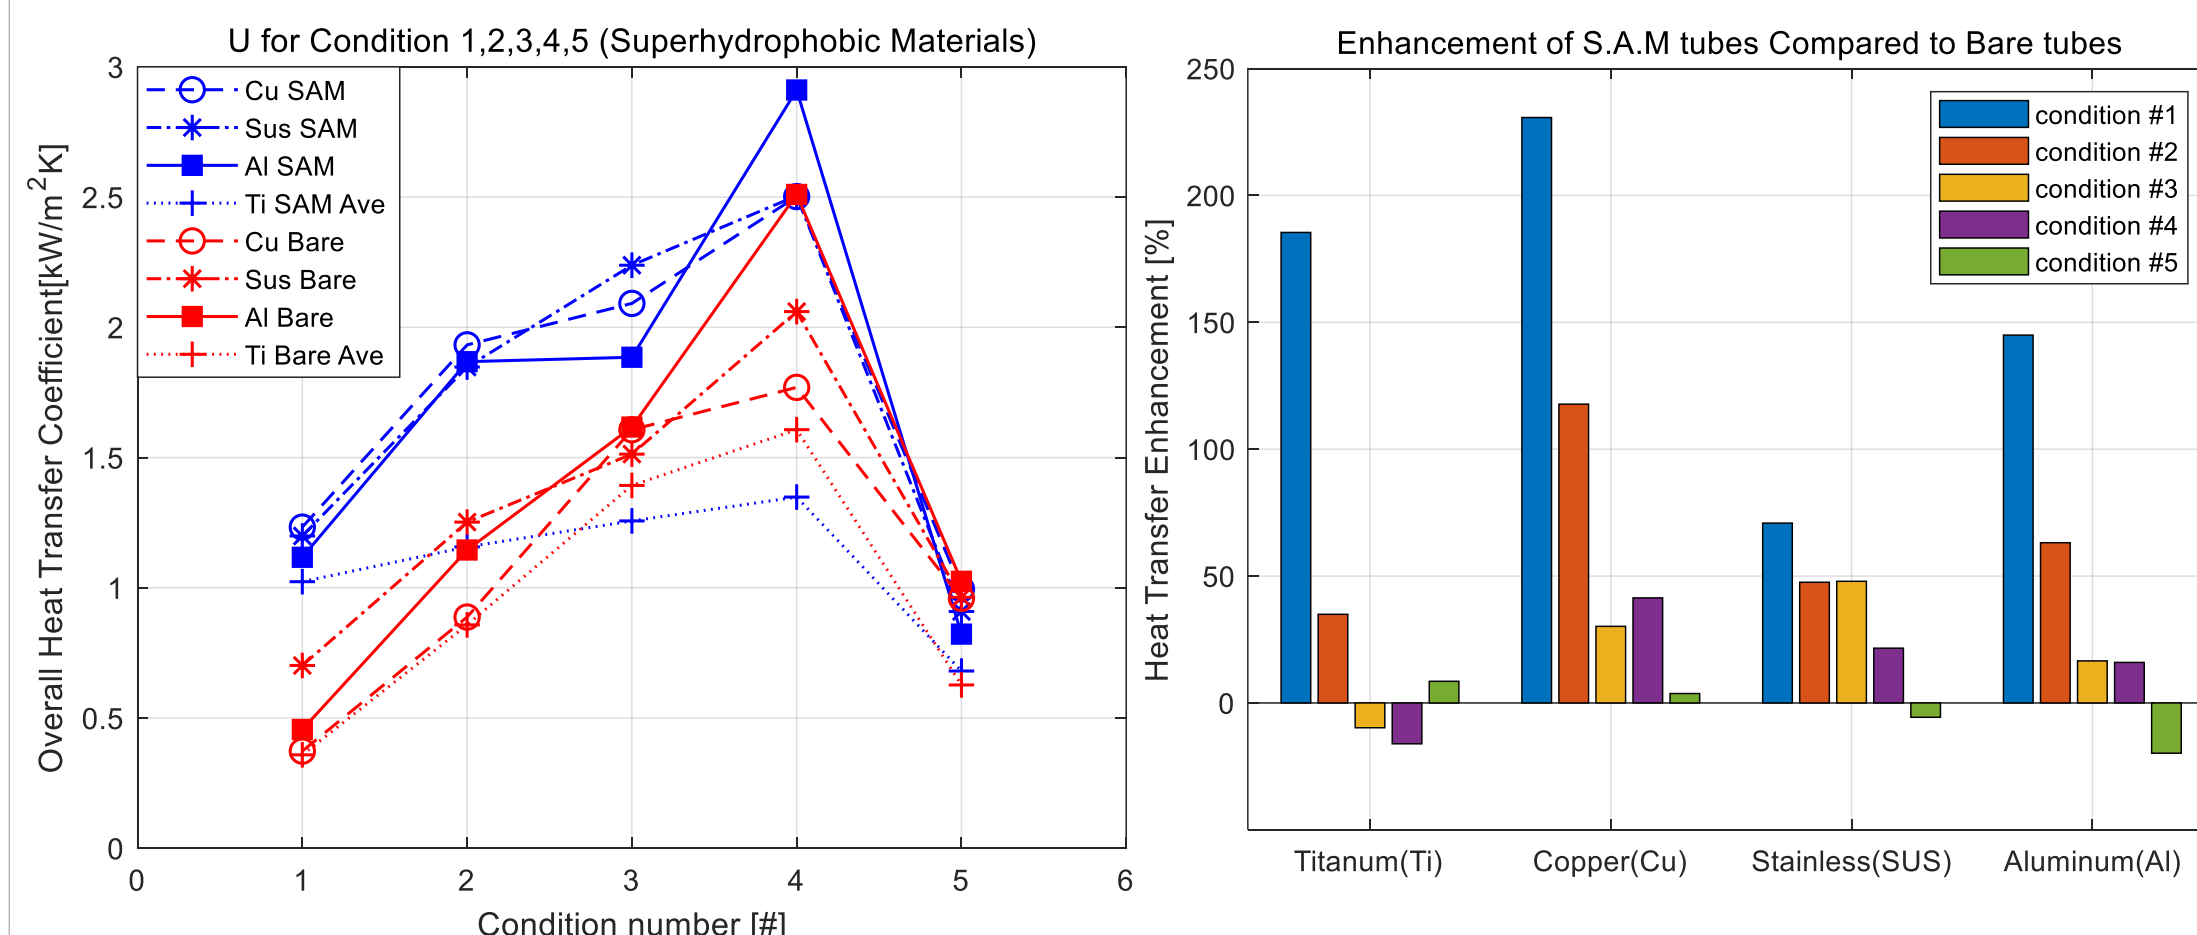 U for Condition 1,2,3,4,5 (Superhydrophobic Materials)
Overall Heat Transfer Coefficient[kW/m²K]
3
2.5
2
1.5
1
0.5
0
Cu SAM
Sus SAM
Al SAM
Ti SAM Ave
Cu Bare
Sus Bare
Al Bare
Ti Bare Ave
0 1 2 3 4 5 6
Condition number [#]
Enhancement of S.A.M tubes Compared to Bare tubes
Heat Transfer Enhancement [%]
250
200
150
100
50
0
condition #1
condition #2
condition #3
condition #4
condition #5
Titanum(Ti) Copper(Cu) Stainless(SUS) Aluminum(Al)